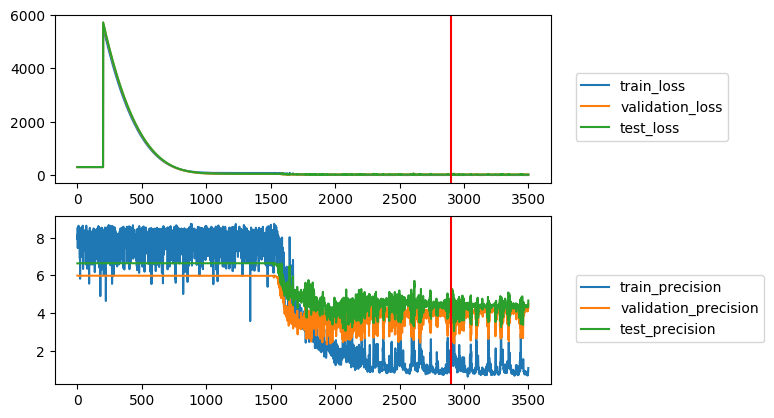 6000
4000
2000
0
0 500 1000 1500 2000 2500 3000 3500
train_loss
validation_loss
test_loss
8
6
4
2
0 500 1000 1500 2000 2500 3000 3500
train_precision
validation_precision
test_precision